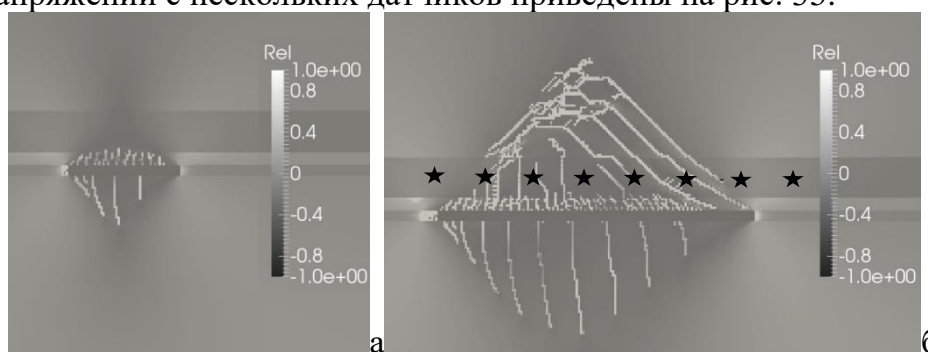 напряжений с нескольких датчиков приведены на рис. 35.
Rel
1.0e+00
0.8
0.4
0
-0.4
-0.8
-1.0e+00
а
Rel
1.0e+00
0.8
0.4
0
-0.4
-0.8
-1.0e+00
б